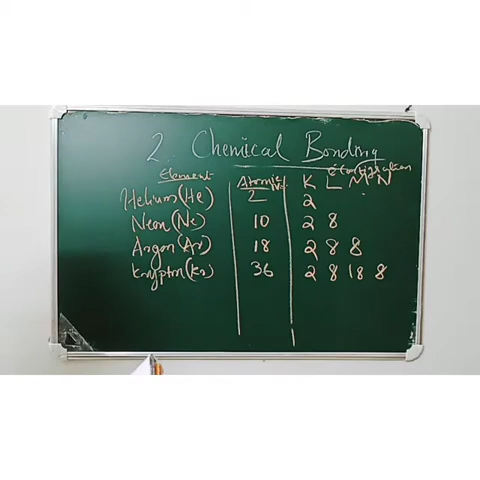 2. Chemical Bonding
Element Atomic No. Configuration
K L M N
Helium (He) 2 2
Neon (Ne) 10 2 8
Argon (Ar) 18 2 8 8
Krypton (Kr) 36 2 8 18 8